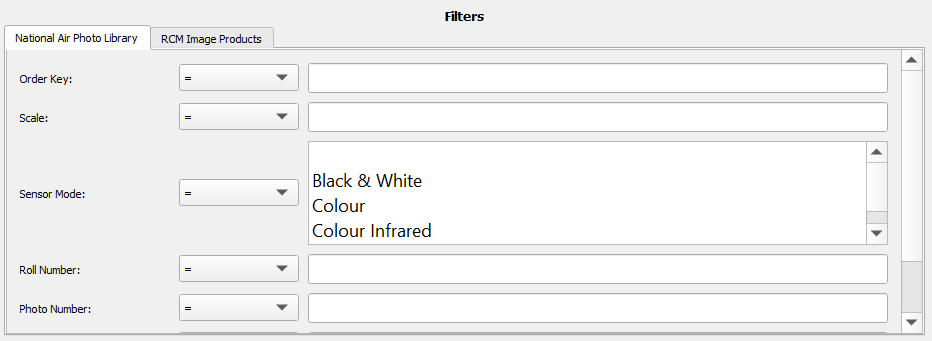 Filters
National Air Photo Library
RCM Image Products
Order Key:
=
Scale:
=
Sensor Mode:
=
Black & White
Colour
Colour Infrared
Roll Number:
=
Photo Number:
=